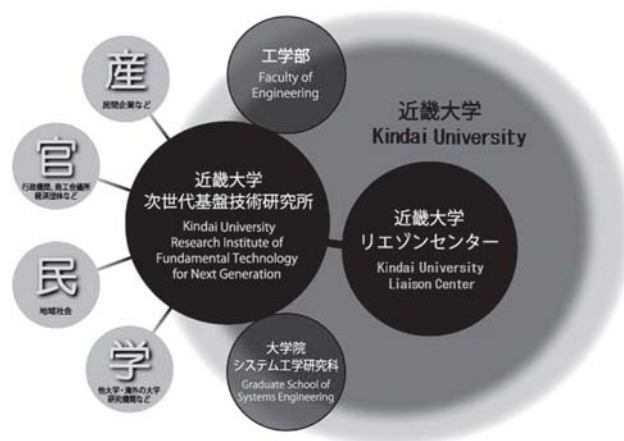 産
民間企業など
官
行政機関、商工会議所
経済団体など
民
地域社会
学
他大学・海外の大学
研究機関など
工学部
Faculty of
Engineering
近畿大学
次世代基盤技術研究所
Kindai University
Research Institute of
Fundamental Technology
for Next Generation
大学院
システム工学研究科
Graduate School of
Systems Engineering
近畿大学
Kindai University
近畿大学
リエゾンセンター
Kindai University
Liaison Center